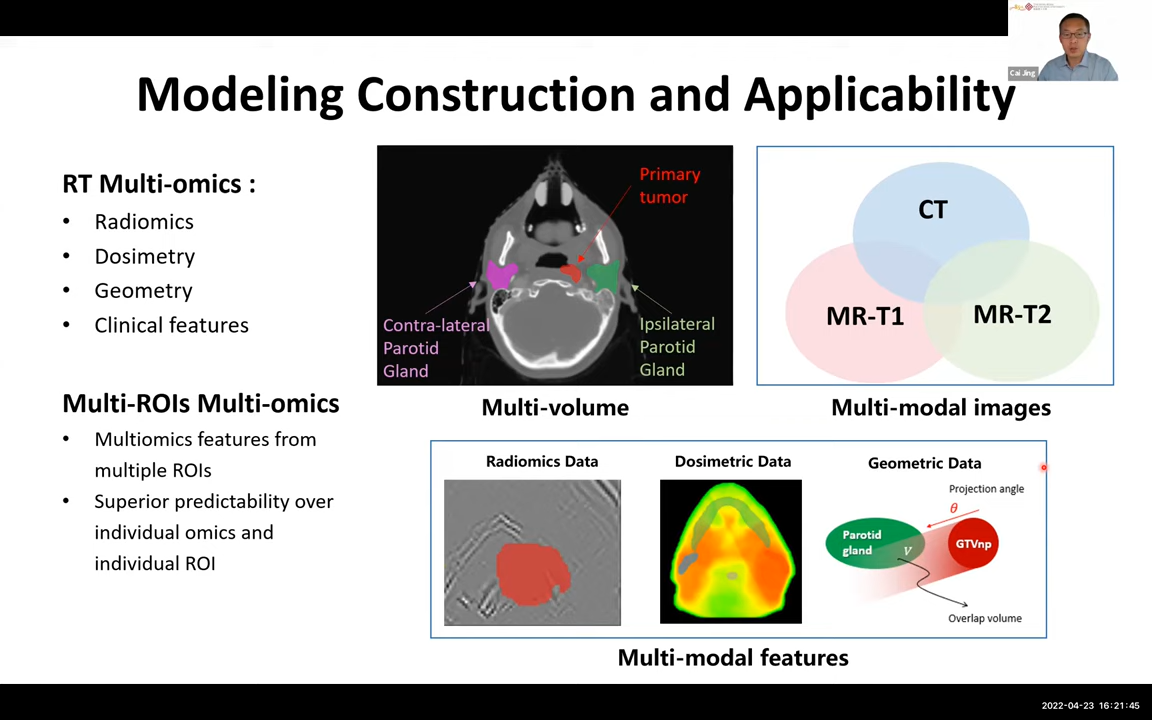 Cai Jing
Modeling Construction and Applicability
RT Multi-omics :
• Radiomics
• Dosimetry
• Geometry
• Clinical features
Multi-ROIs Multi-omics
• Multiomics features from
multiple ROIs
• Superior predictability over
individual omics and
individual ROI
Primary
tumor
Contra-lateral
Parotid
Gland
Ipsilateral
Parotid
Gland
Multi-volume
CT
MR-T1
MR-T2
Multi-modal images
Radiomics Data
Dosimetric Data
Geometric Data
Projection angle
θ
Parotid
gland
V
GTVnp
Overlap volume
Multi-modal features
2022-04-23 16:21:45